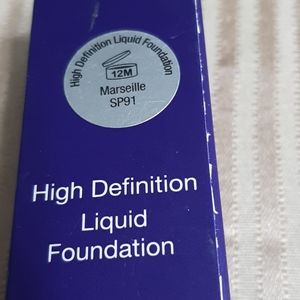 High Definition Liquid Foundation
12M
Marseille
SP91
High Definition
Liquid
Foundation